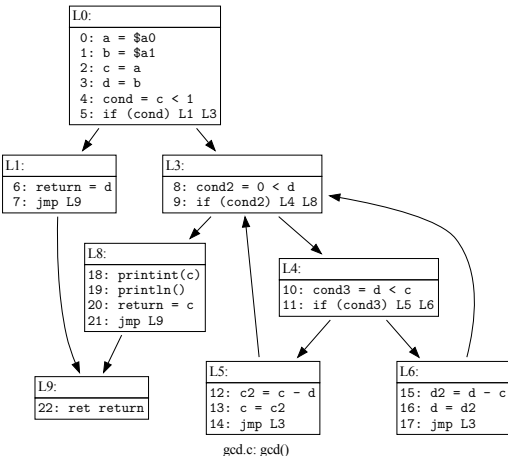 L0:
0: a = $a0
1: b = $a1
2: c = a
3: d = b
4: cond = c < 1
5: if (cond) L1 L3
L1:
6: return = d
7: jmp L9
L3:
8: cond2 = 0 < d
9: if (cond2) L4 L8
L8:
18: printint(c)
19: println()
20: return = c
21: jmp L9
L4:
10: cond3 = d < c
11: if (cond3) L5 L6
L9:
22: ret return
L5:
12: c2 = c - d
13: c = c2
14: jmp L3
L6:
15: d2 = d - c
16: d = d2
17: jmp L3
gcd.c: gcd()